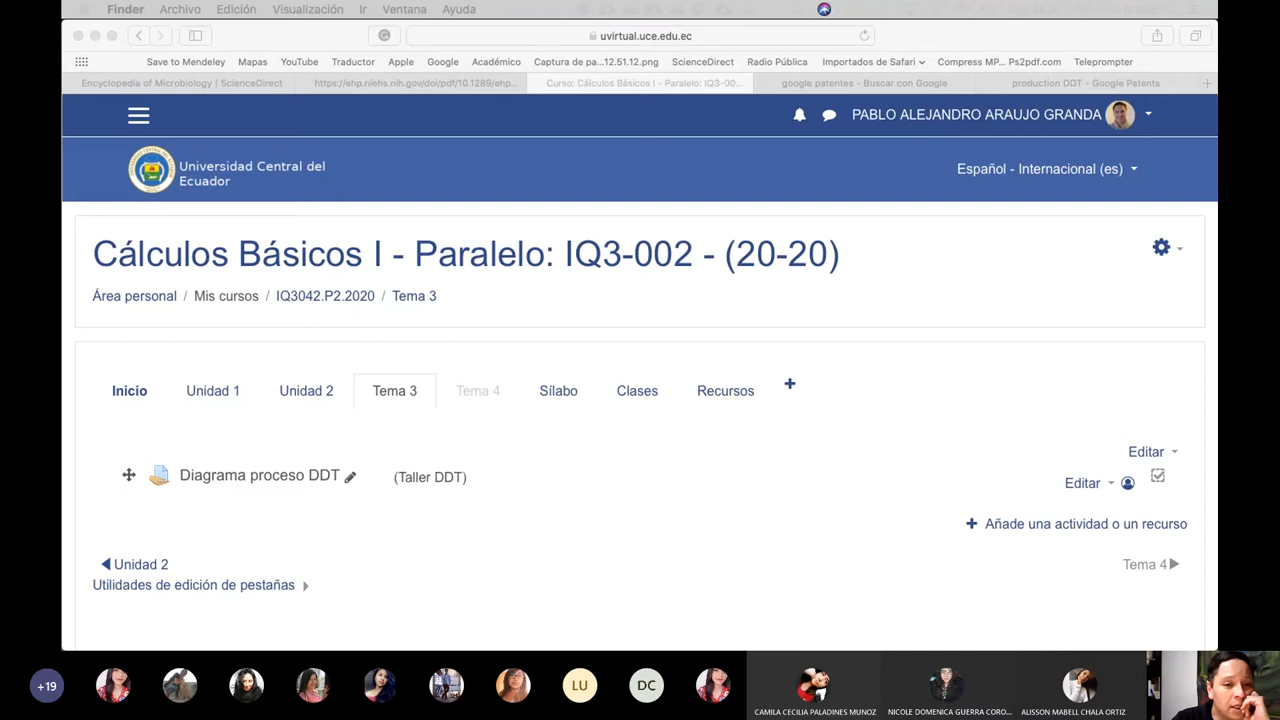 Finder Archivo Edición Visualización Ir Ventana Ayuda
uvirtual.uce.edu.ec
Save to Mendeley Mapas YouTube Traductor Apple Google Académico Captura de pa...12.51.12.png ScienceDirect Radio Pública Importados de Safari Compress MP... Ps2pdf.com Teleprompter
Encyclopedia of Microbiology | ScienceDirect https://ehp.niehs.nih.gov/doi/pdf/10.1289/ehp... Curso: Cálculos Básicos I - Paralelo: IQ3-00... google patentes - Buscar con Google production DDT - Google Patents
PABLO ALEJANDRO ARAUJO GRANDA
Universidad Central del
Ecuador
Español - Internacional (es)
Cálculos Básicos I - Paralelo: IQ3-002 - (20-20)
Área personal / Mis cursos / IQ3042.P2.2020 / Tema 3
Inicio Unidad 1 Unidad 2 Tema 3 Tema 4 Sílabo Clases Recursos
Editar
Diagrama proceso DDT (Taller DDT)
Editar
Añade una actividad o un recurso
Unidad 2 Tema 4
Utilidades de edición de pestañas
+19 LU DC
CAMILA CECILIA PALADINES MUNOZ NICOLE DOMENICA GUERRA CORO... ALISSON MABELL CHALA ORTIZ